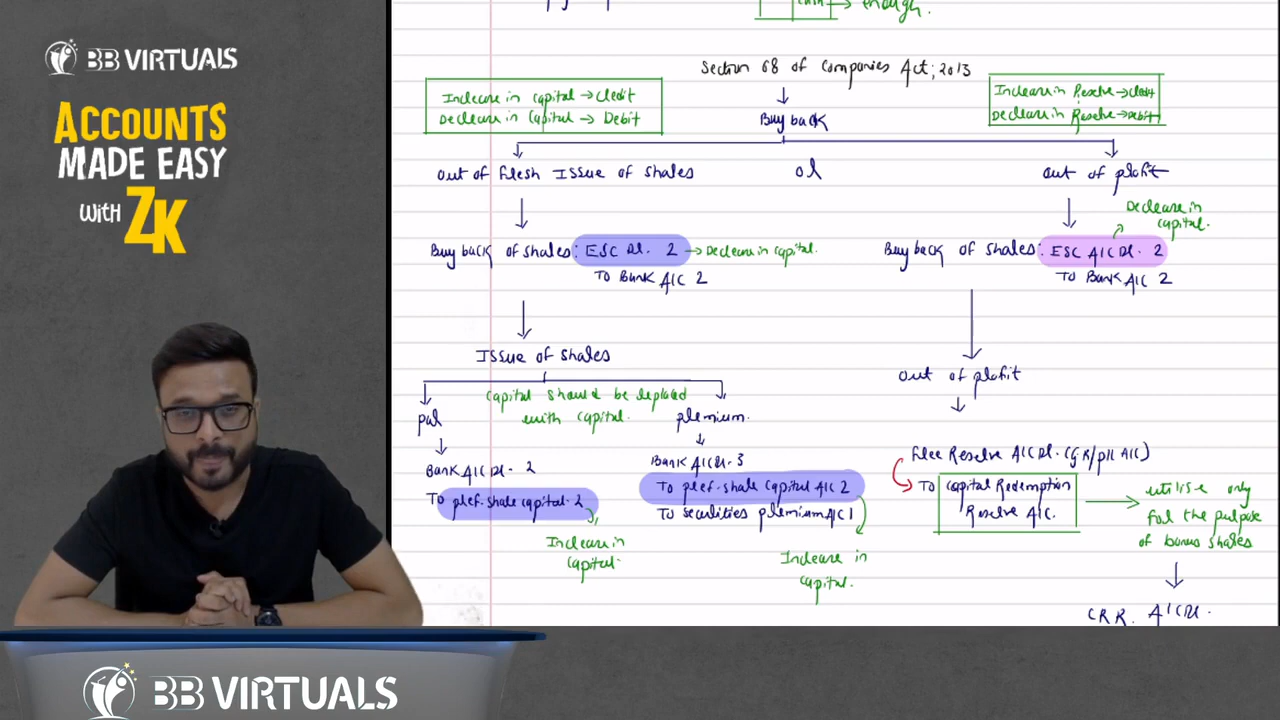 BB VIRTUALS
ACCOUNTS
MADE EASY
WITH ZK
cash → enough.
Section 68 of Companies Act, 2013
Increase in Capital → Credit
Decrease in Capital → Debit
Buy back
Increase in Reserve → Credit
Decrease in Reserve → Debit
Out of fresh Issue of shares
or
Out of profit
Buy back of shares: ESC Dr. 2 → Decrease in capital.
To Bank A/C 2
Decrease in
capital.
Buy back of shares: ESC A/C Dr. 2
To Bank A/C 2
Issue of shares
Capital should be replaced
with capital.
par
premium.
Bank A/C Dr. 2
To pref. share capital 2
Increase in
capital.
Bank A/C Dr. 3
To pref. share Capital A/C 2
To securities premium A/C 1
Increase in
capital.
Out of profit
Free Reserve A/C Dr. (GR/P/L A/C)
To Capital Redemption
Reserve A/C.
utilise only
for the purpose
of bonus shares
CRR. A/C Dr.
BB VIRTUALS